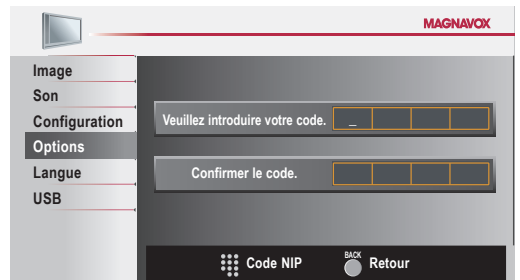 MAGNAVOX
Image
Son
Configuration
Options
Langue
USB
Veuillez introduire votre code.
_
Confirmer le code.
Code NIP
BACK
Retour